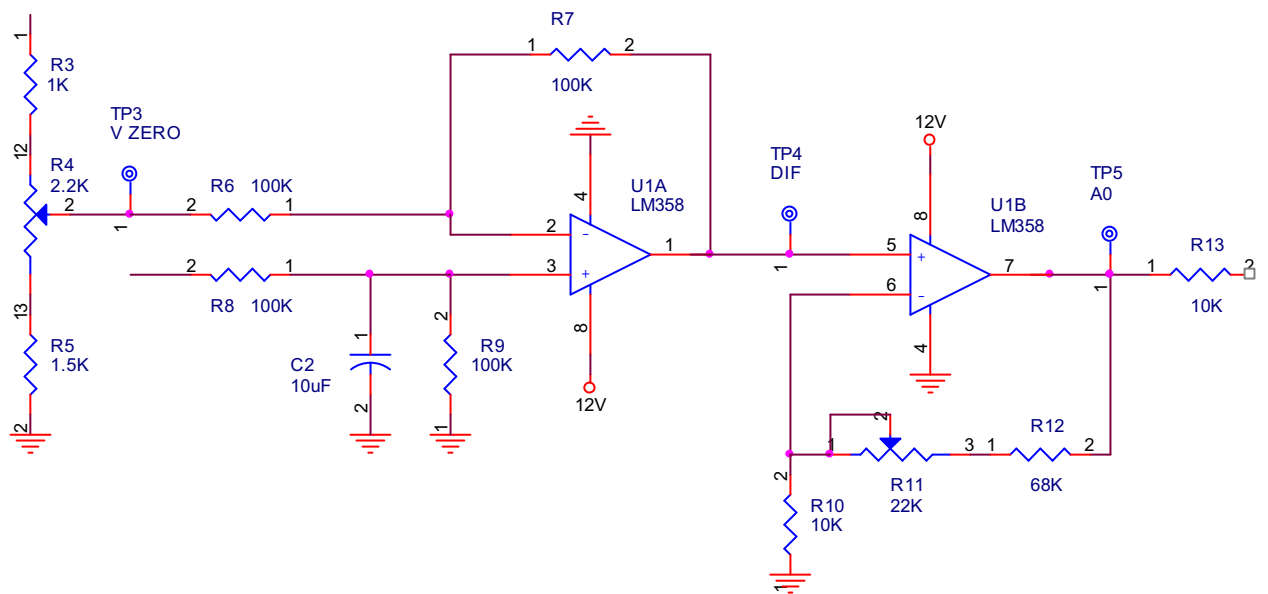 R7
1
2
100K
1
R3
1K
TP3
V ZERO
12
R4
2.2K
2
1
2
R6 100K
1
4
U1A
LM358
2
-
3
+
1
8
12V
2
R8 100K
1
13
R5
1.5K
2
1
C2
10uF
2
2
R9
100K
1
TP4
DIF
1
12V
8
U1B
LM358
5
+
6
-
7
4
TP5
A0
1
R13
1
2
10K
2
1
3
R11
22K
R12
1
2
68K
2
R10
10K
1